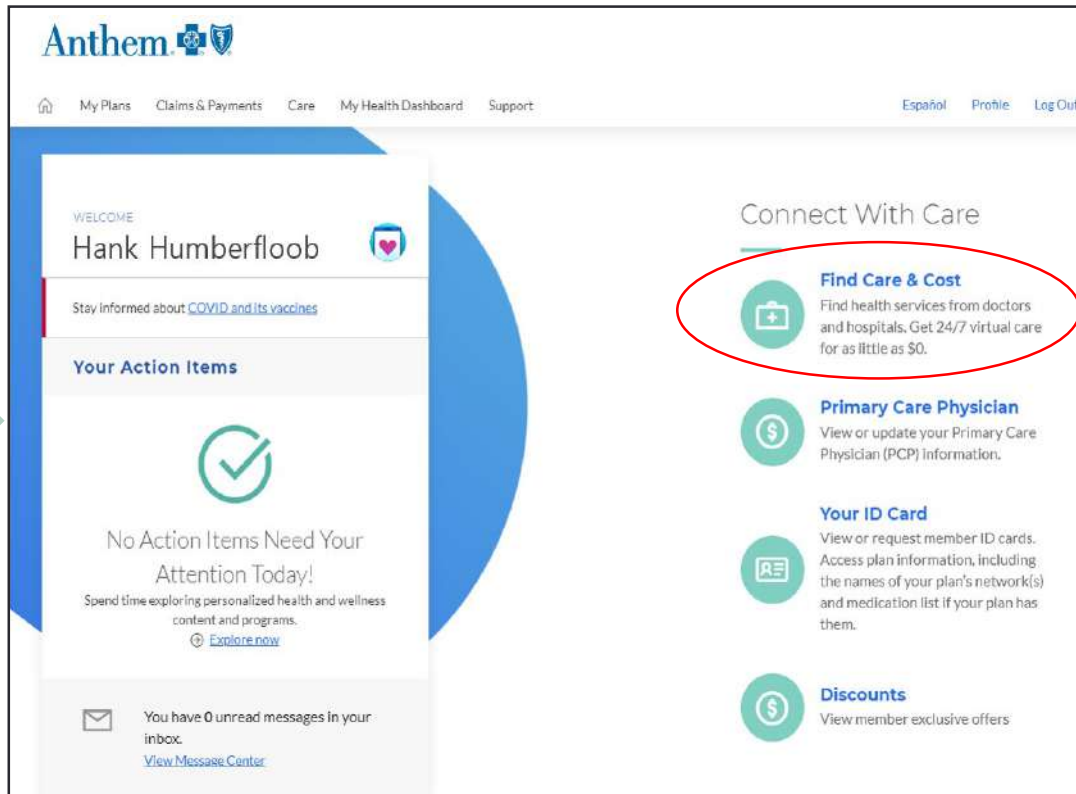 Anthem
My Plans Claims & Payments Care My Health Dashboard Support Español Profile Log Out
WELCOME
Hank Humberfloob
Stay informed about COVID and its vaccines
Your Action Items
No Action Items Need Your
Attention Today!
Spend time exploring personalized health and wellness
content and programs.
Explore now
You have 0 unread messages in your
inbox.
View Message Center
Connect With Care
Find Care & Cost
Find health services from doctors
and hospitals. Get 24/7 virtual care
for as little as $0.
Primary Care Physician
View or update your Primary Care
Physician (PCP) information.
Your ID Card
View or request member ID cards.
Access plan information, including
the names of your plan's network(s)
and medication list if your plan has
them.
Discounts
View member exclusive offers